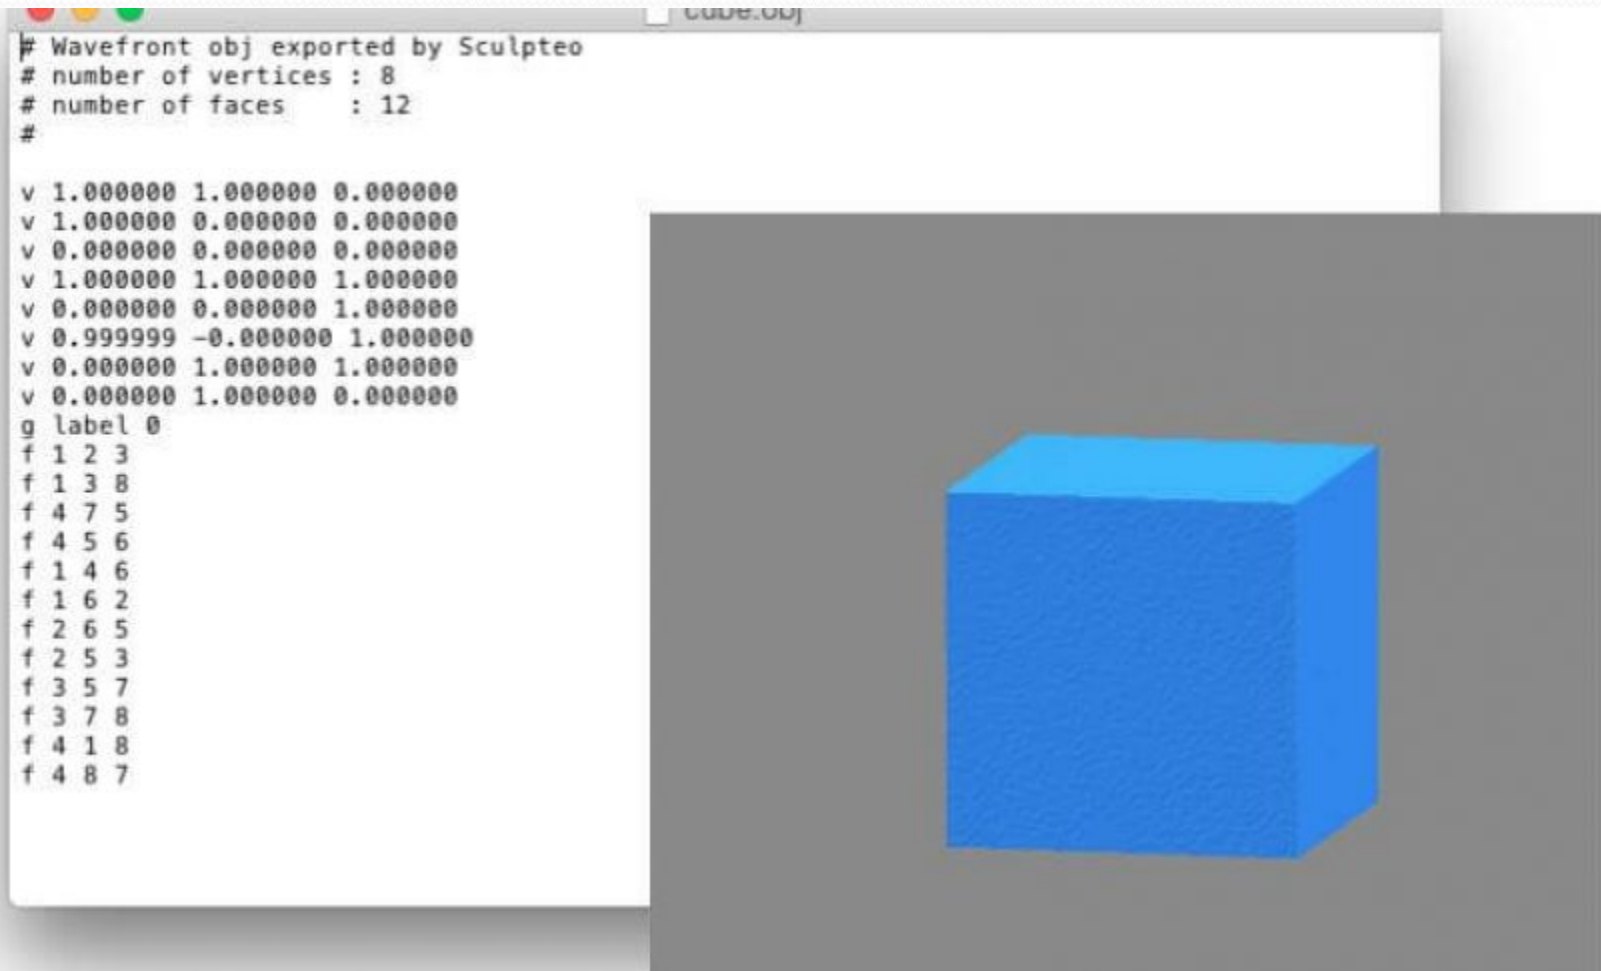 cube.obj
# Wavefront obj exported by Sculpteo
# number of vertices : 8
# number of faces    : 12
#
v 1.000000 1.000000 0.000000
v 1.000000 0.000000 0.000000
v 0.000000 0.000000 0.000000
v 1.000000 1.000000 1.000000
v 0.000000 0.000000 1.000000
v 0.999999 -0.000000 1.000000
v 0.000000 1.000000 1.000000
v 0.000000 1.000000 0.000000
g label 0
f 1 2 3
f 1 3 8
f 4 7 5
f 4 5 6
f 1 4 6
f 1 6 2
f 2 6 5
f 2 5 3
f 3 5 7
f 3 7 8
f 4 1 8
f 4 8 7